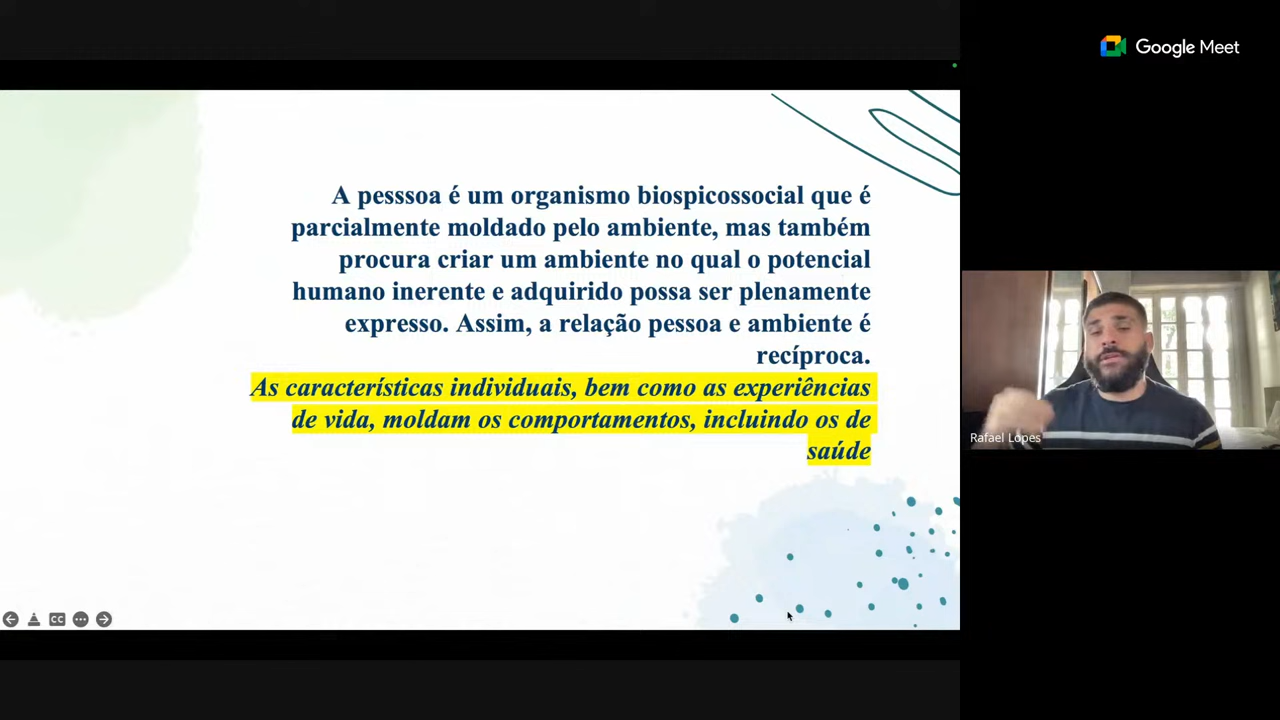 Google Meet
A pesssoa é um organismo biospicossocial que é
parcialmente moldado pelo ambiente, mas também
procura criar um ambiente no qual o potencial
humano inerente e adquirido possa ser plenamente
expresso. Assim, a relação pessoa e ambiente é
recíproca.
As características individuais, bem como as experiências
de vida, moldam os comportamentos, incluindo os de
saúde
Rafael Lopes
CC